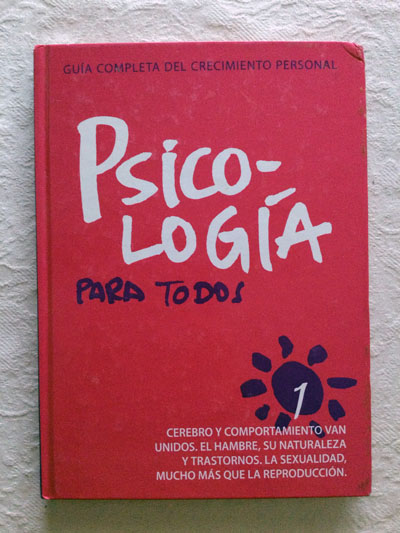 GUÍA COMPLETA DEL CRECIMIENTO PERSONAL
PSICO-
LOGÍA
PARA TODOS
1
CEREBRO Y COMPORTAMIENTO VAN
UNIDOS. EL HAMBRE, SU NATURALEZA
Y TRASTORNOS. LA SEXUALIDAD,
MUCHO MÁS QUE LA REPRODUCCIÓN.